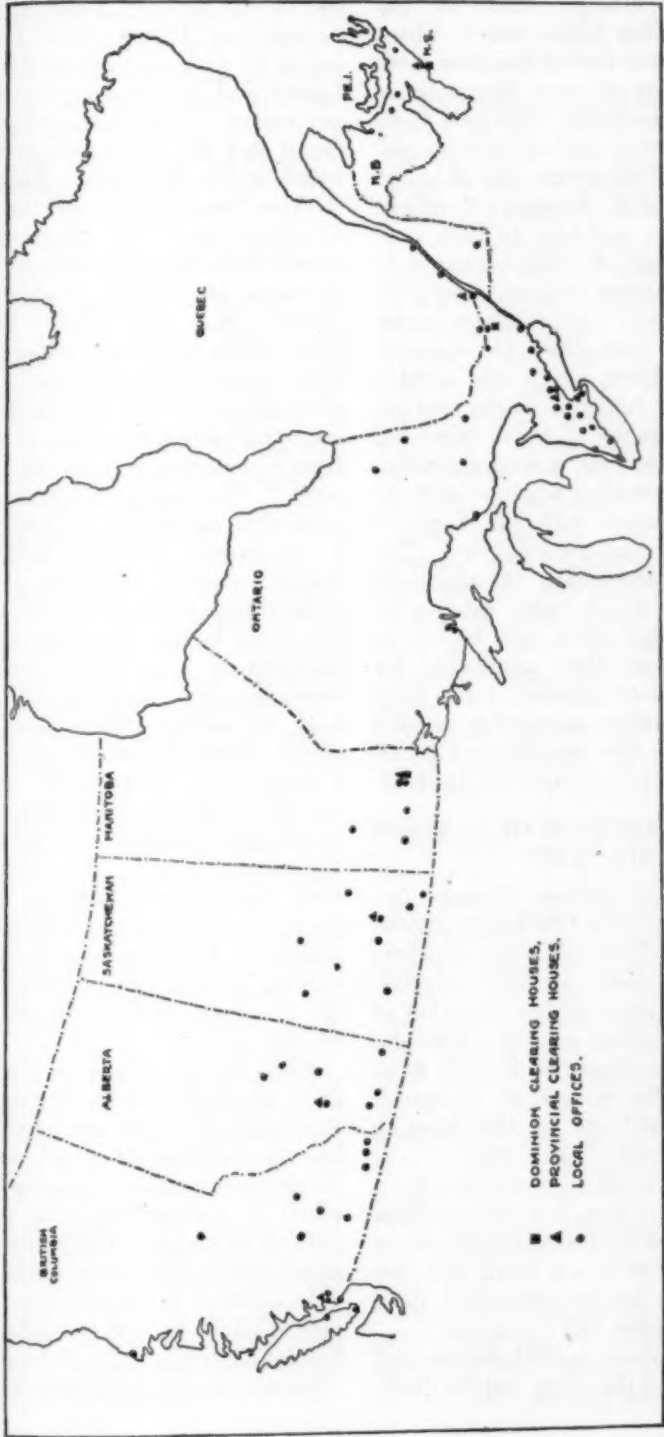 BRITISH
COLUMBIA
ALBERTA
SASKATCHEWAN
MANITOBA
ONTARIO
QUEBEC
N.B
P.E.I.
N.S.
DOMINION CLEARING HOUSES.
PROVINCIAL CLEARING HOUSES.
LOCAL OFFICES.